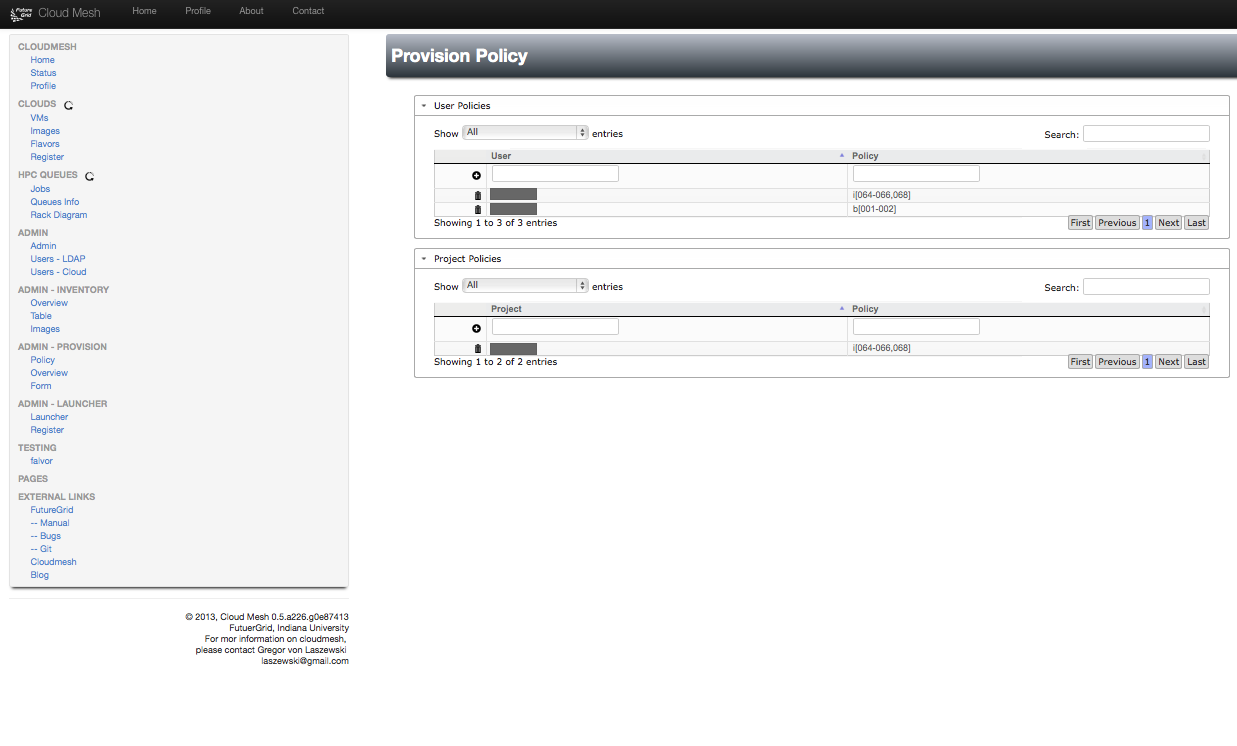 Future Grid Cloud Mesh Home Profile About Contact
CLOUDMESH
Home
Status
Profile
CLOUDS
VMs
Images
Flavors
Register
HPC QUEUES
Jobs
Queues Info
Rack Diagram
ADMIN
Admin
Users - LDAP
Users - Cloud
ADMIN - INVENTORY
Overview
Table
Images
ADMIN - PROVISION
Policy
Overview
Form
ADMIN - LAUNCHER
Launcher
Register
TESTING
falvor
PAGES
EXTERNAL LINKS
FutureGrid
-- Manual
-- Bugs
-- Git
Cloudmesh
Blog
© 2013, Cloud Mesh 0.5.a226.g0e87413
FutuerGrid, Indiana University
For mor information on cloudmesh,
please contact Gregor von Laszewski
laszewski@gmail.com
Provision Policy
User Policies
Show All entries Search:
User Policy
i[064-066,068]
b[001-002]
Showing 1 to 3 of 3 entries First Previous 1 Next Last
Project Policies
Show All entries Search:
Project Policy
i[064-066,068]
Showing 1 to 2 of 2 entries First Previous 1 Next Last